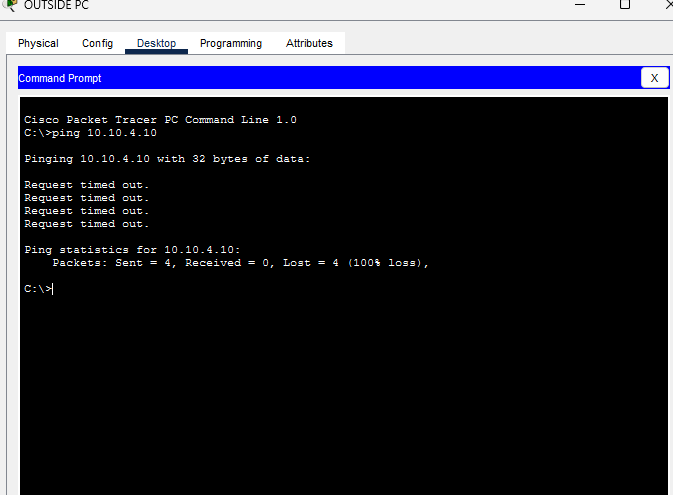 OUTSIDE PC
Physical Config Desktop Programming Attributes
Command Prompt X
Cisco Packet Tracer PC Command Line 1.0
C:\>ping 10.10.4.10
Pinging 10.10.4.10 with 32 bytes of data:
Request timed out.
Request timed out.
Request timed out.
Request timed out.
Ping statistics for 10.10.4.10:
    Packets: Sent = 4, Received = 0, Lost = 4 (100% loss),
C:\>